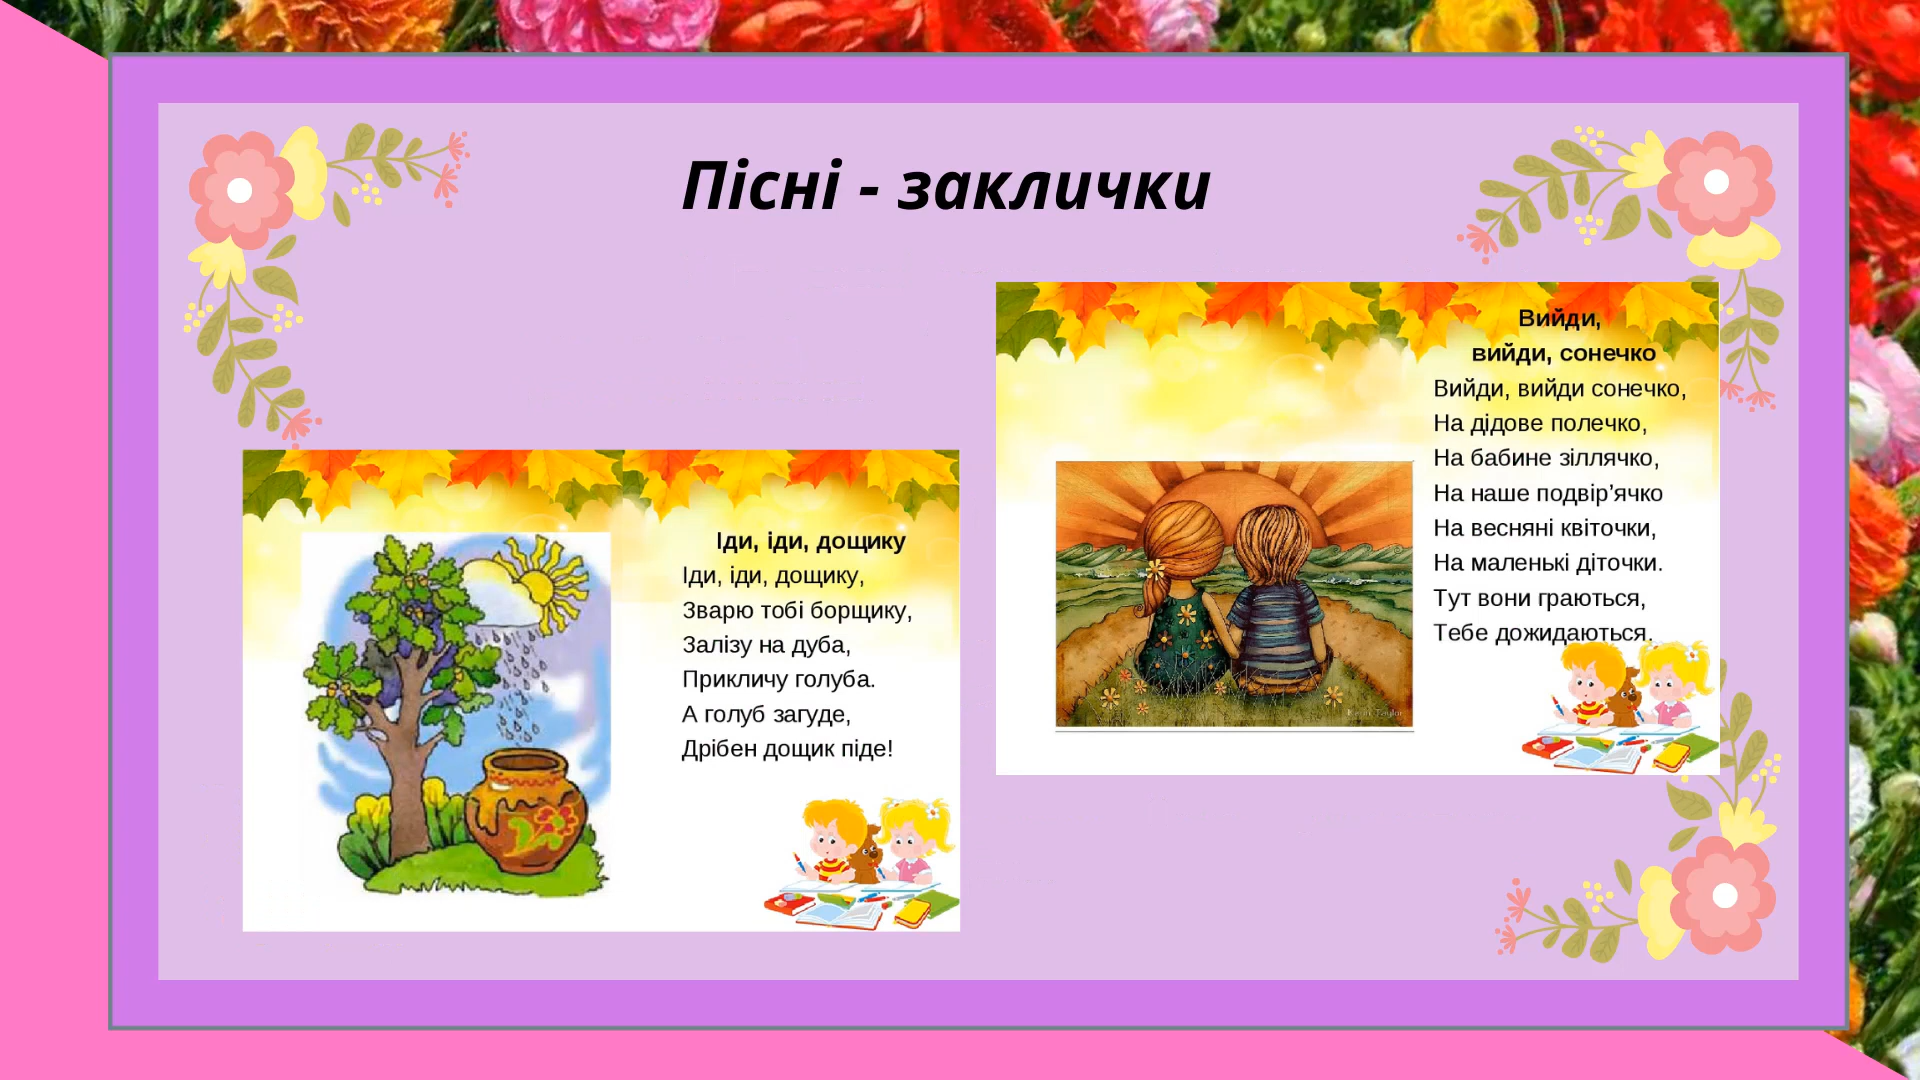 Пісні - заклички
Іди, іди, дощику
Іди, іди, дощику,
Зварю тобі борщику,
Залізу на дуба,
Прикличу голуба.
А голуб загуде,
Дрібен дощик піде!
Вийди,
вийди, сонечко
Вийди, вийди сонечко,
На дідове полечко,
На бабине зіллячко,
На наше подвір’ячко
На весняні квіточки,
На маленькі діточки.
Тут вони граються,
Тебе дожидаються.